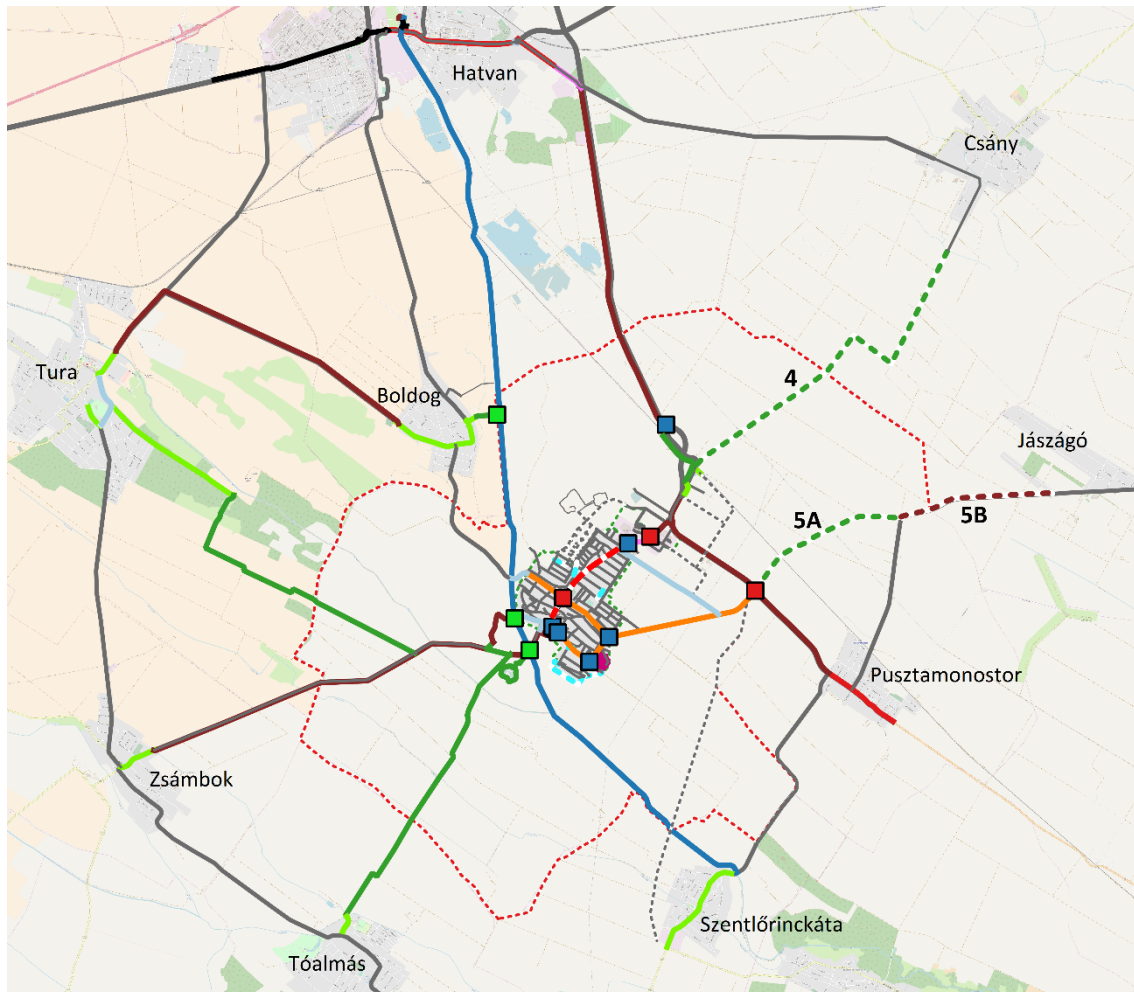 Hatvan
Csány
Tura
Boldog
4
Jászágó
5A
5B
Pusztamonostor
Zsámbok
Szentlőrinckáta
Tóalmás